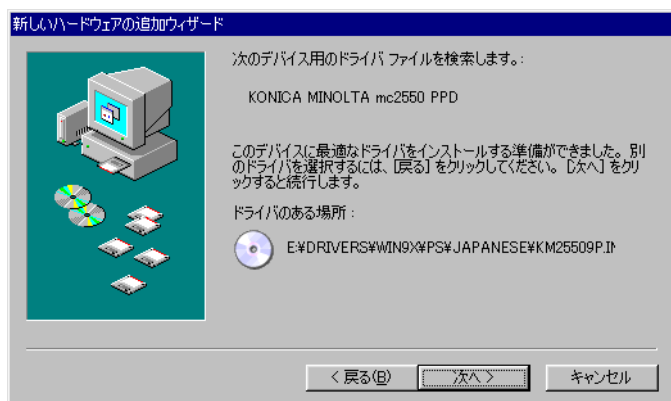 新しいハードウェアの追加ウィザード
次のデバイス用のドライバ ファイルを検索します。:
KONICA MINOLTA mc2550 PPD
このデバイスに最適なドライバをインストールする準備ができました。別
のドライバを選択するには、[戻る] をクリックしてください。[次へ] をクリ
ックすると続行します。
ドライバのある場所 :
E:¥DRIVERS¥WIN9X¥PS¥JAPANESE¥KM25509P.IN
< 戻る(B)
次へ >
キャンセル